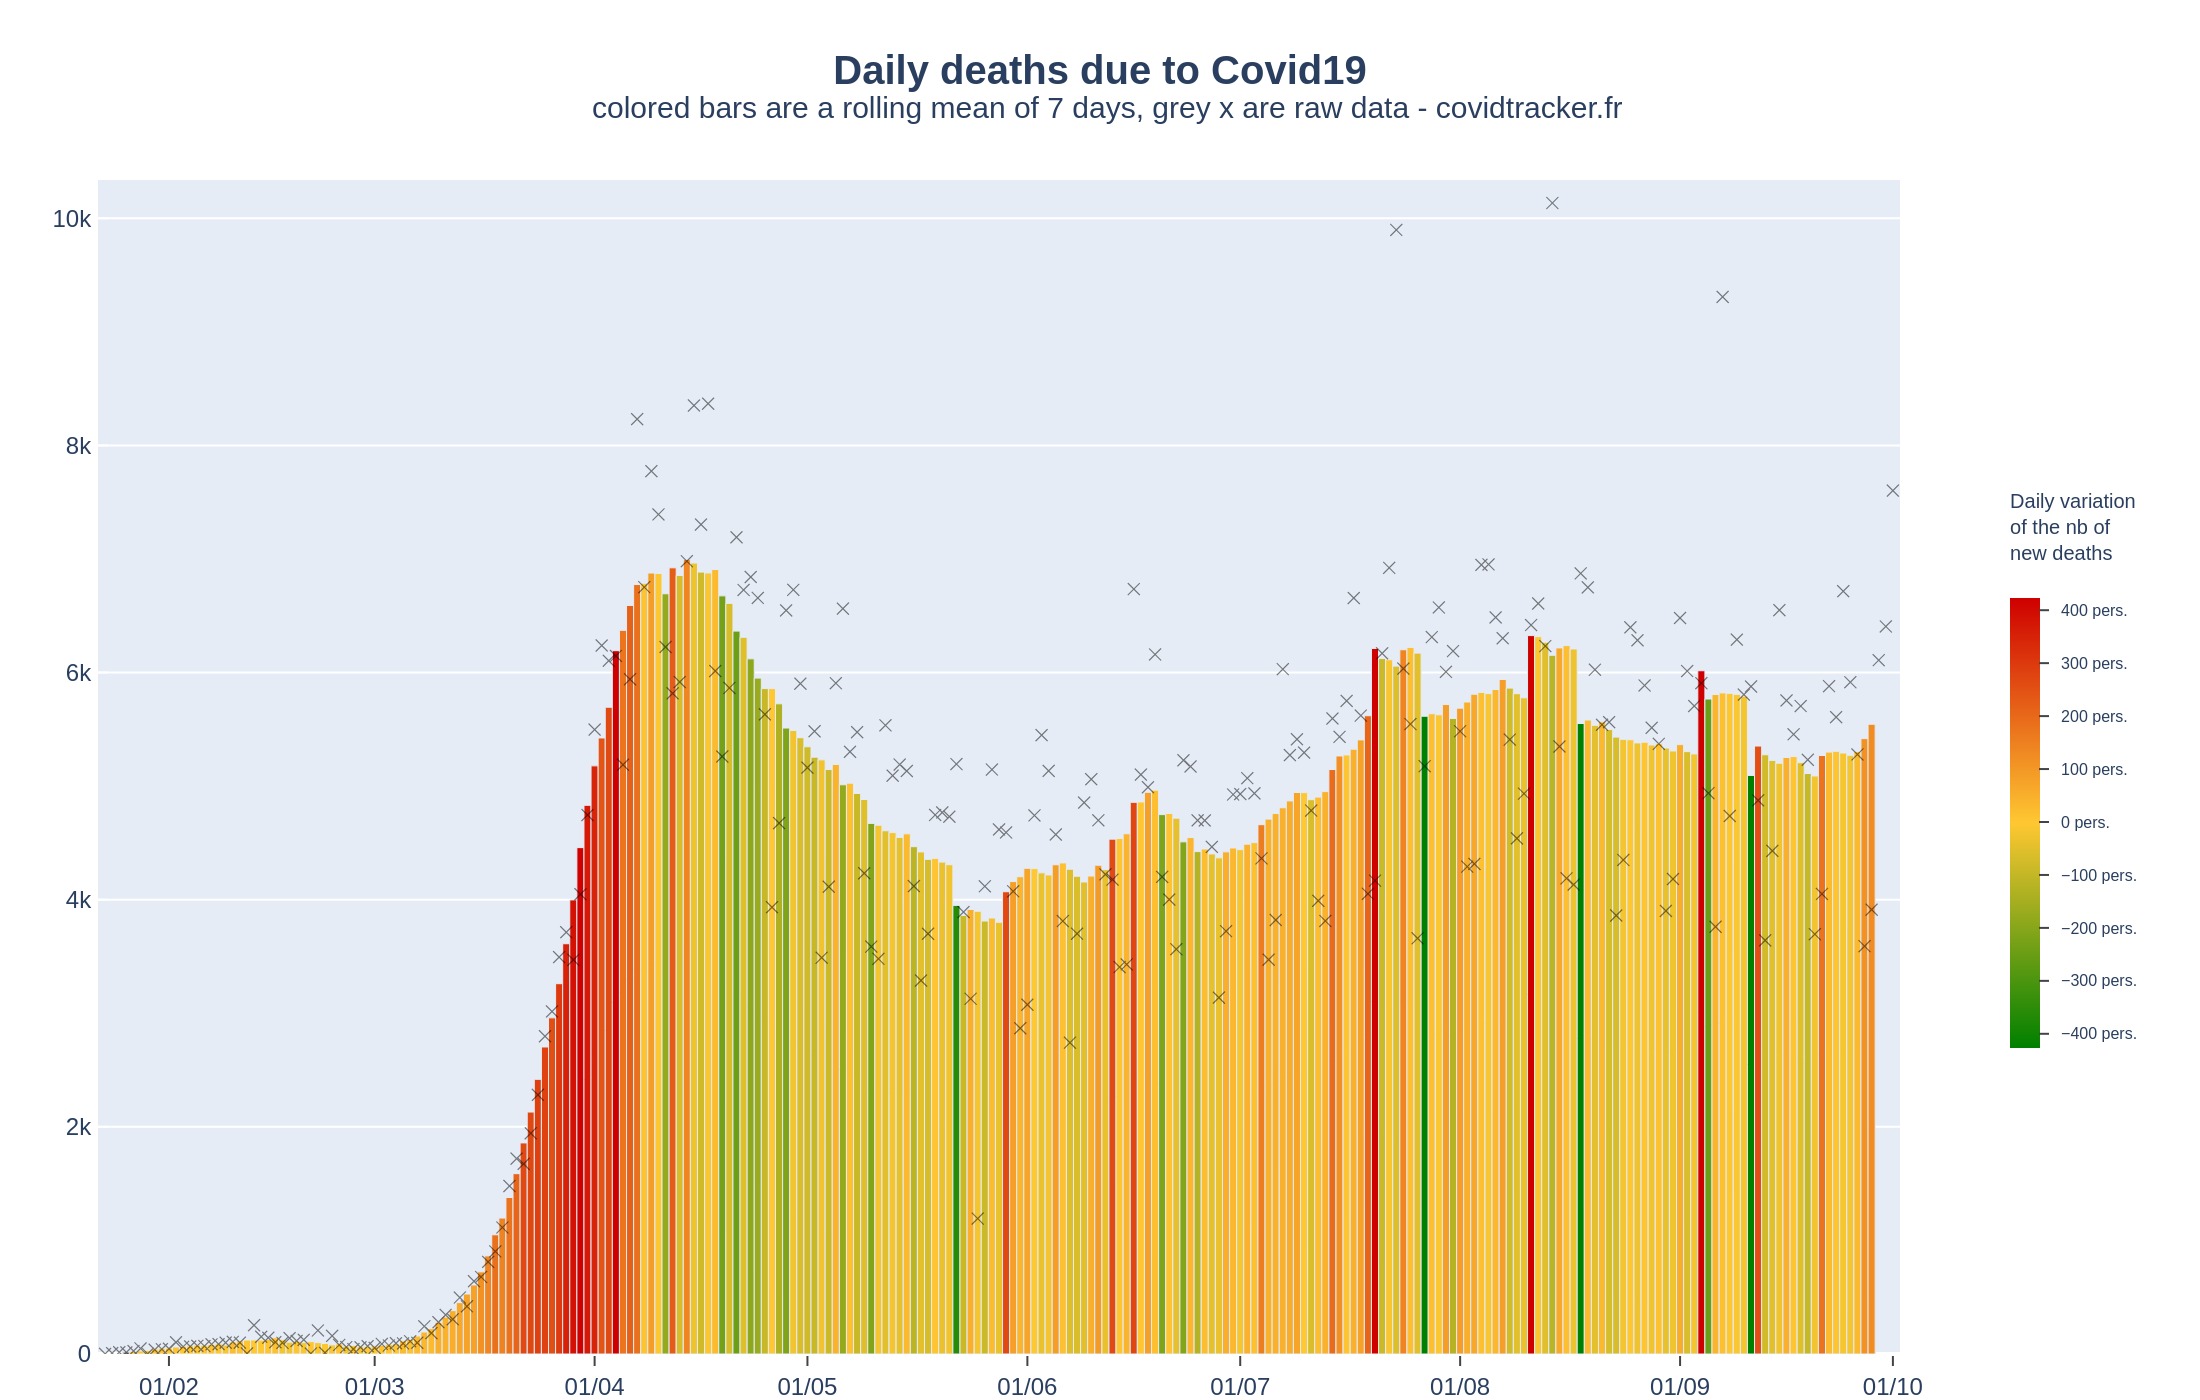 Daily deaths due to Covid19
colored bars are a rolling mean of 7 days, grey x are raw data - covidtracker.fr
10k
8k
6k
4k
2k
0
01/02
01/03
01/04
01/05
01/06
01/07
01/08
01/09
01/10
Daily variation
of the nb of
new deaths
400 pers.
300 pers.
200 pers.
100 pers.
0 pers.
−100 pers.
−200 pers.
−300 pers.
−400 pers.